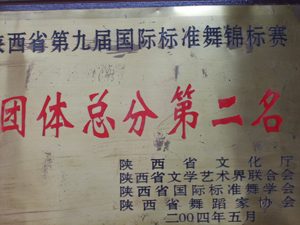 陕西省第九届国际标准舞锦标赛
团体总分第二名
陕西省文化厅
陕西省文学艺术界联合会
陕西省国际标准舞学会
陕西省舞蹈家协会
二00四年五月